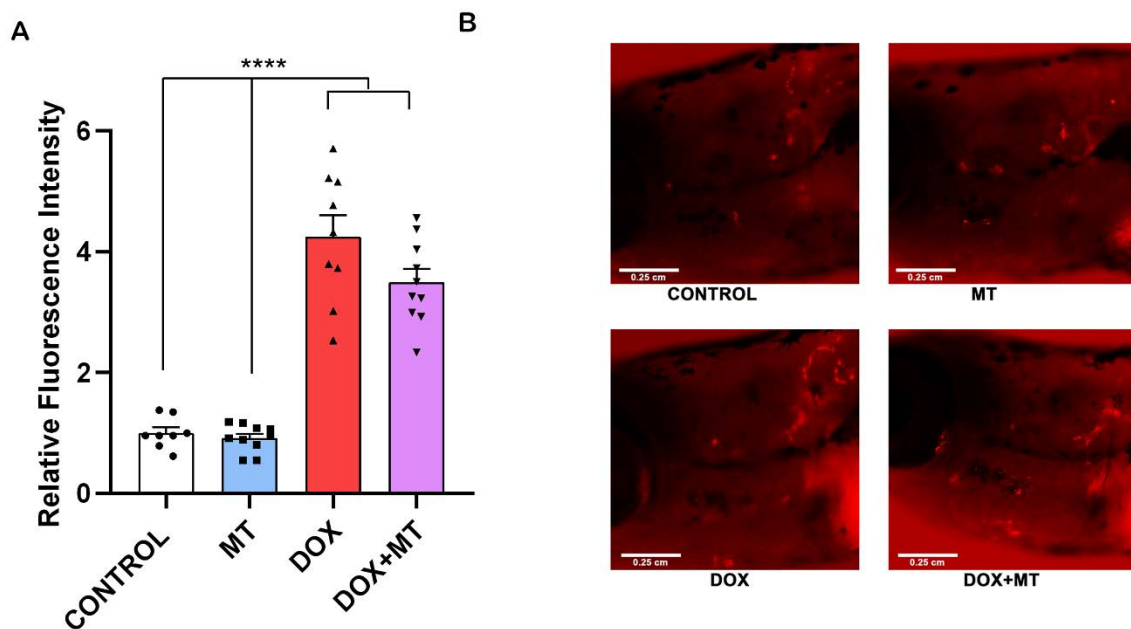 A
B
****
Relative Fluorescence Intensity
6
4
2
0
CONTROL
MT
DOX
DOX+MT
0.25 cm
CONTROL
0.25 cm
MT
0.25 cm
DOX
0.25 cm
DOX+MT